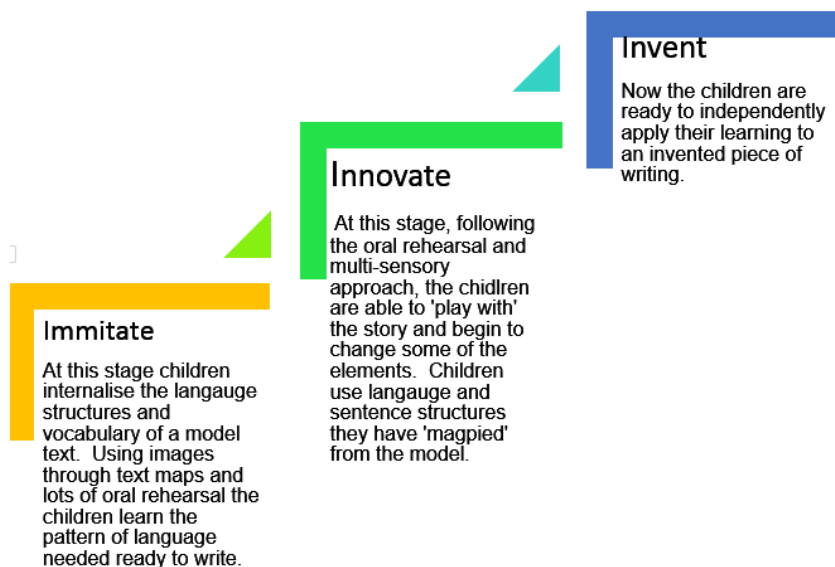 Immitate
At this stage children
internalise the langauge
structures and
vocabulary of a model
text.  Using images
through text maps and
lots of oral rehearsal the
children learn the
pattern of language
needed ready to write.
Innovate
At this stage, following
the oral rehearsal and
multi-sensory
approach, the chidlren
are able to 'play with'
the story and begin to
change some of the
elements.  Children
use langauge and
sentence structures
they have 'magpied'
from the model.
Invent
Now the children are
ready to independently
apply their learning to
an invented piece of
writing.